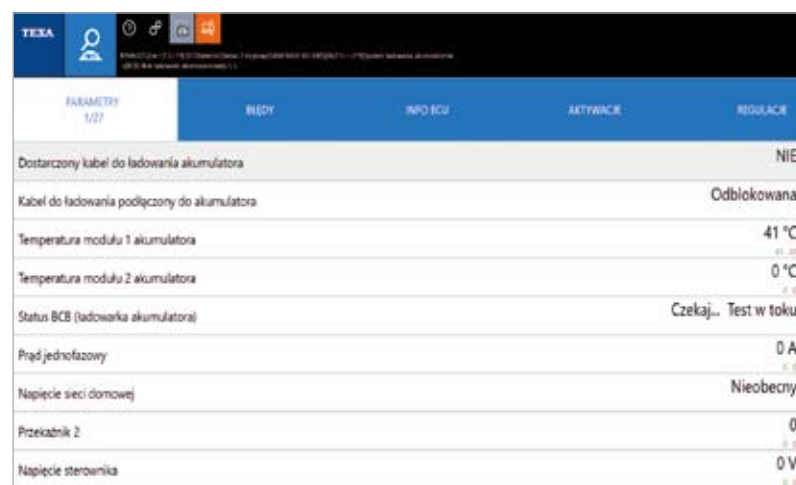 TEXA
PARAMETRY
1/27
BŁĘDY
INFO ECU
AKTYWACJE
REGULACJE
Dostarczony kabel do ładowania akumulatora
NIE
Kabel do ładowania podłączony do akumulatora
Odblokowana
Temperatura modułu 1 akumulatora
41 °C
Temperatura modułu 2 akumulatora
0 °C
Status BCB (ładowarka akumulatora)
Czekaj... Test w toku
Prąd jednofazowy
0 A
Napięcie sieci domowej
Nieobecny
Przekaźnik 2
0
Napięcie sterownika
0 V